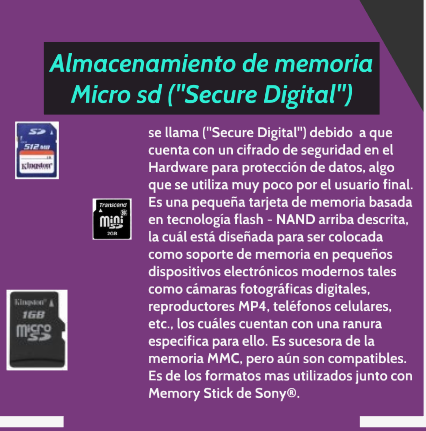 Almacenamiento de memoria
Micro sd ("Secure Digital")
se llama ("Secure Digital") debido a que
cuenta con un cifrado de seguridad en el
Hardware para protección de datos, algo
que se utiliza muy poco por el usuario final.
Es una pequeña tarjeta de memoria basada
en tecnología flash - NAND arriba descrita,
la cuál está diseñada para ser colocada
como soporte de memoria en pequeños
dispositivos electrónicos modernos tales
como cámaras fotográficas digitales,
reproductores MP4, teléfonos celulares,
etc., los cuáles cuentan con una ranura
especifica para ello. Es sucesora de la
memoria MMC, pero aún son compatibles.
Es de los formatos mas utilizados junto con
Memory Stick de Sony®.
SD
512 MB
Kingston
Transcend
mini
SD
2GB
Kingston
1GB
micro
SD